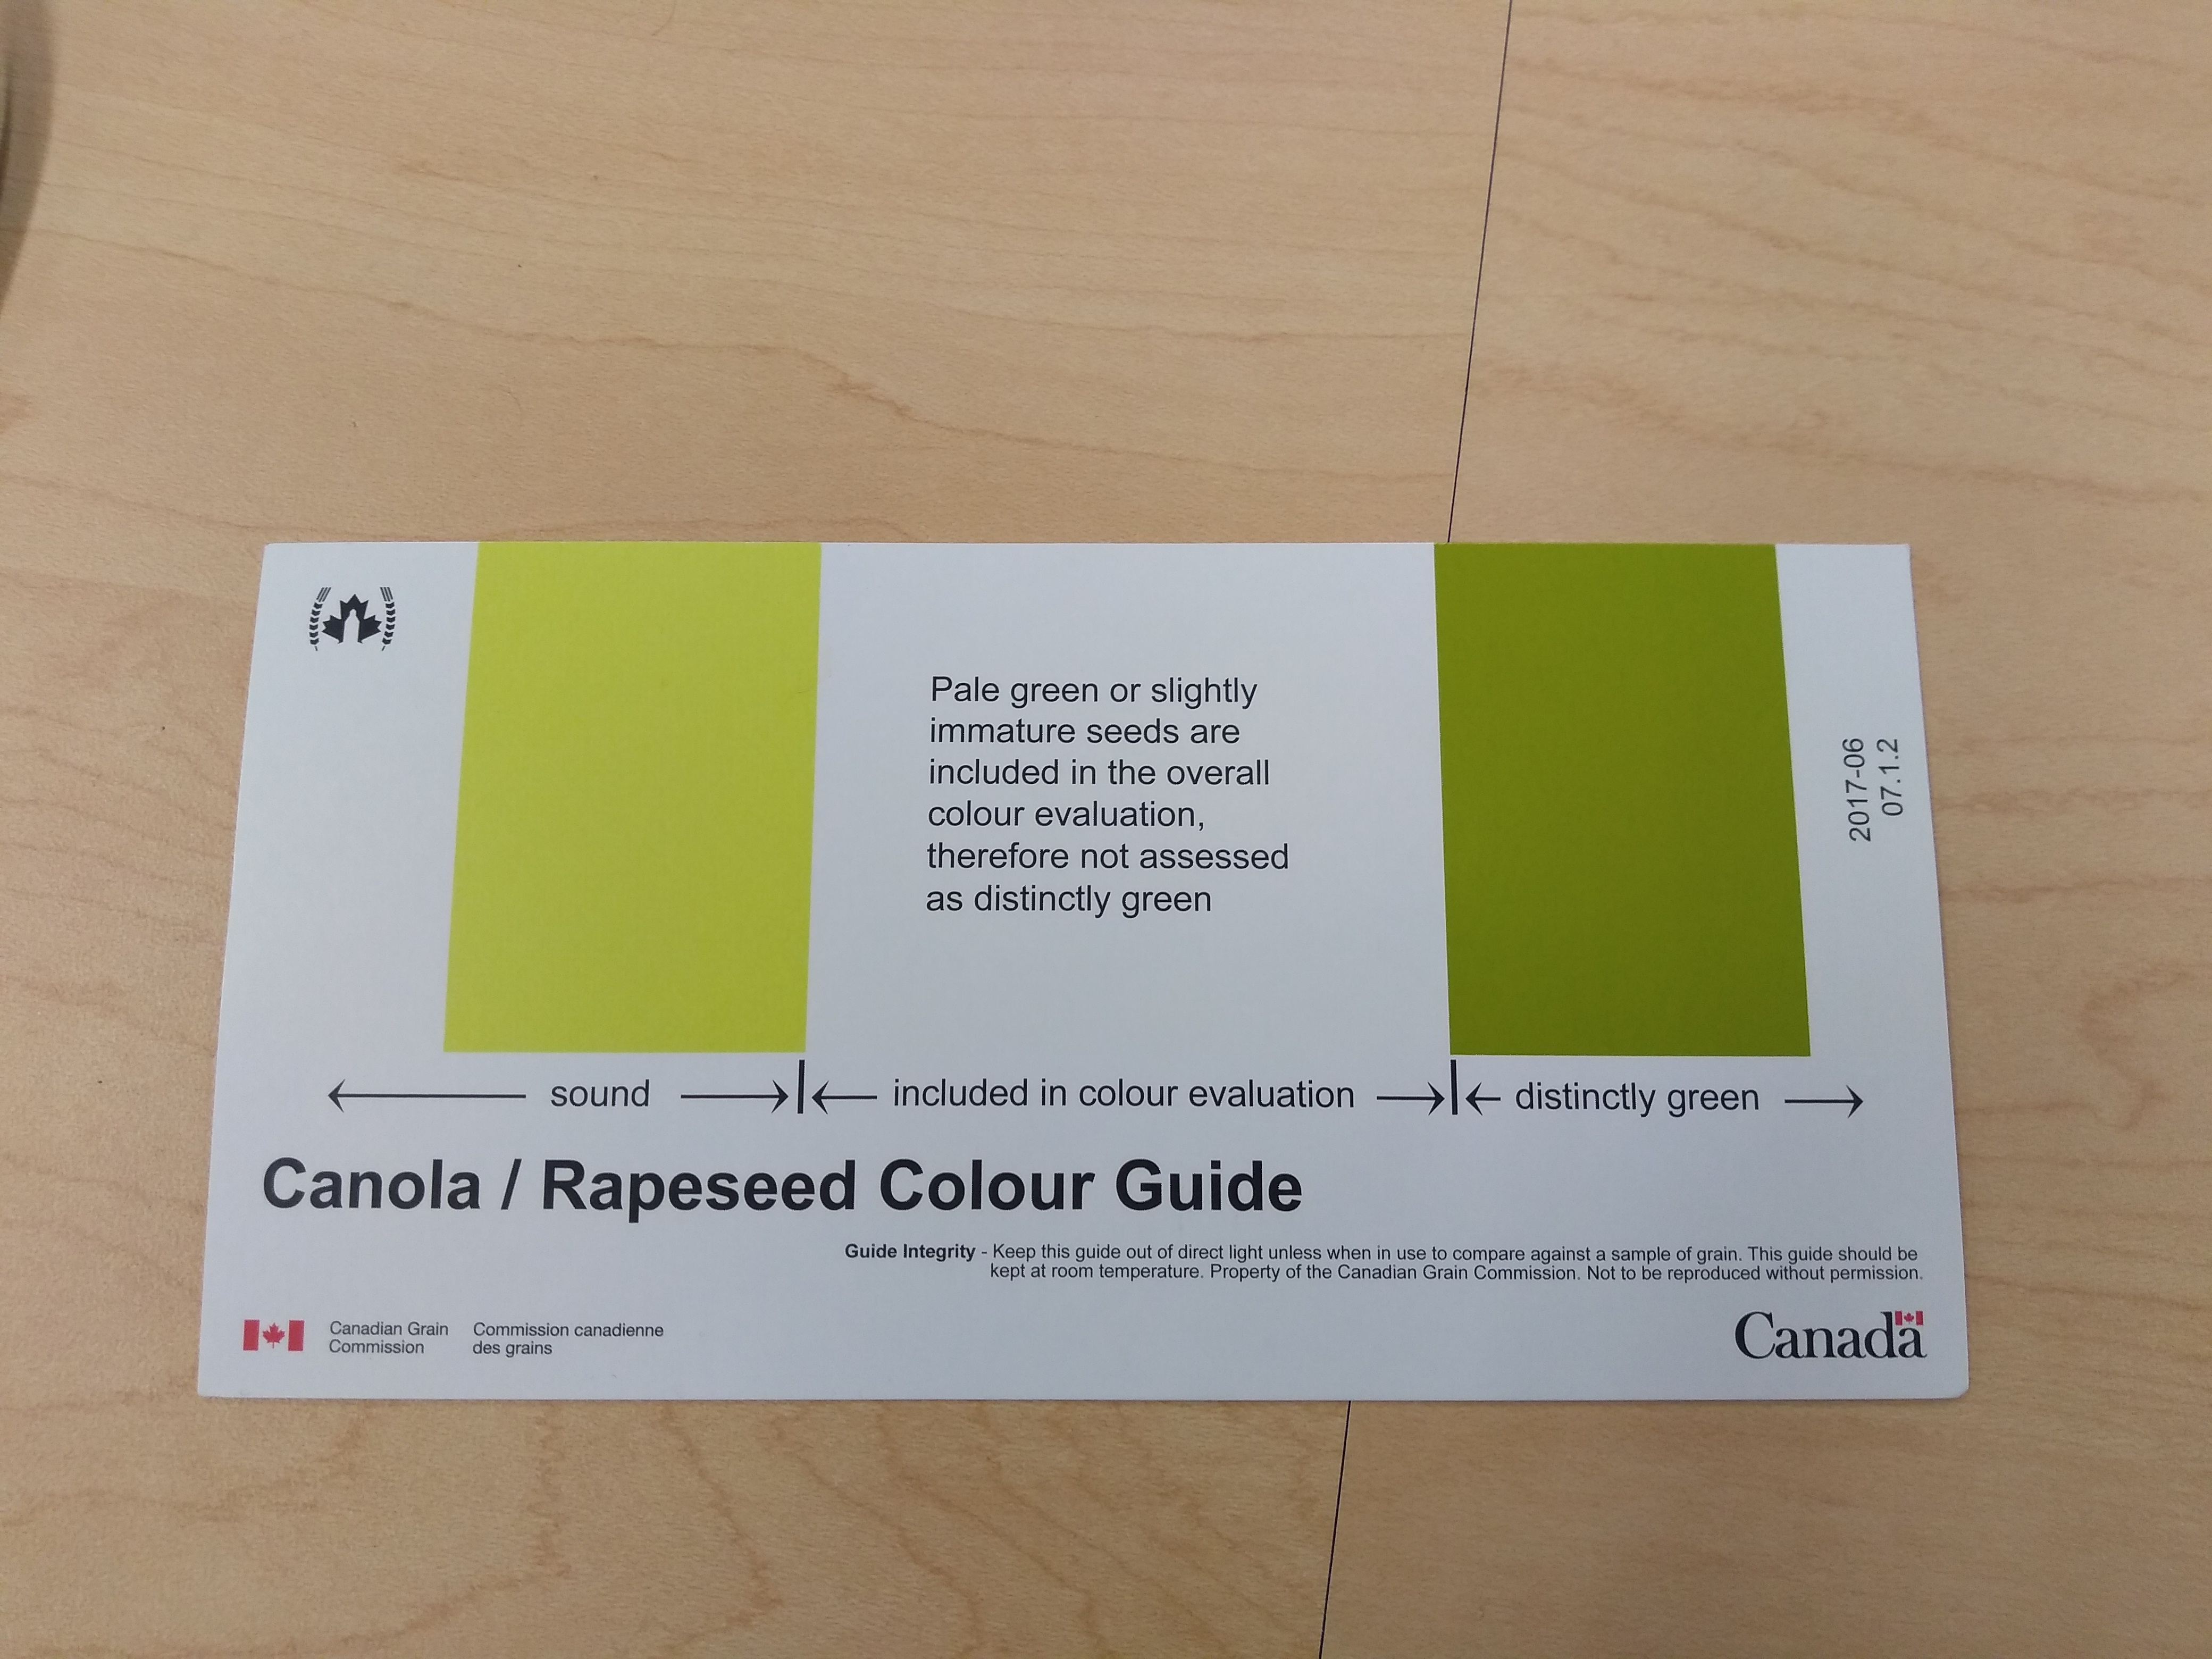 Pale green or slightly
immature seeds are
included in the overall
colour evaluation,
therefore not assessed
as distinctly green
2017-06
07.1.2
sound
included in colour evaluation
distinctly green
Canola / Rapeseed Colour Guide
Guide Integrity - Keep this guide out of direct light unless when in use to compare against a sample of grain. This guide should be
kept at room temperature. Property of the Canadian Grain Commission. Not to be reproduced without permission.
Canadian Grain
Commission
Commission canadienne
des grains
Canada